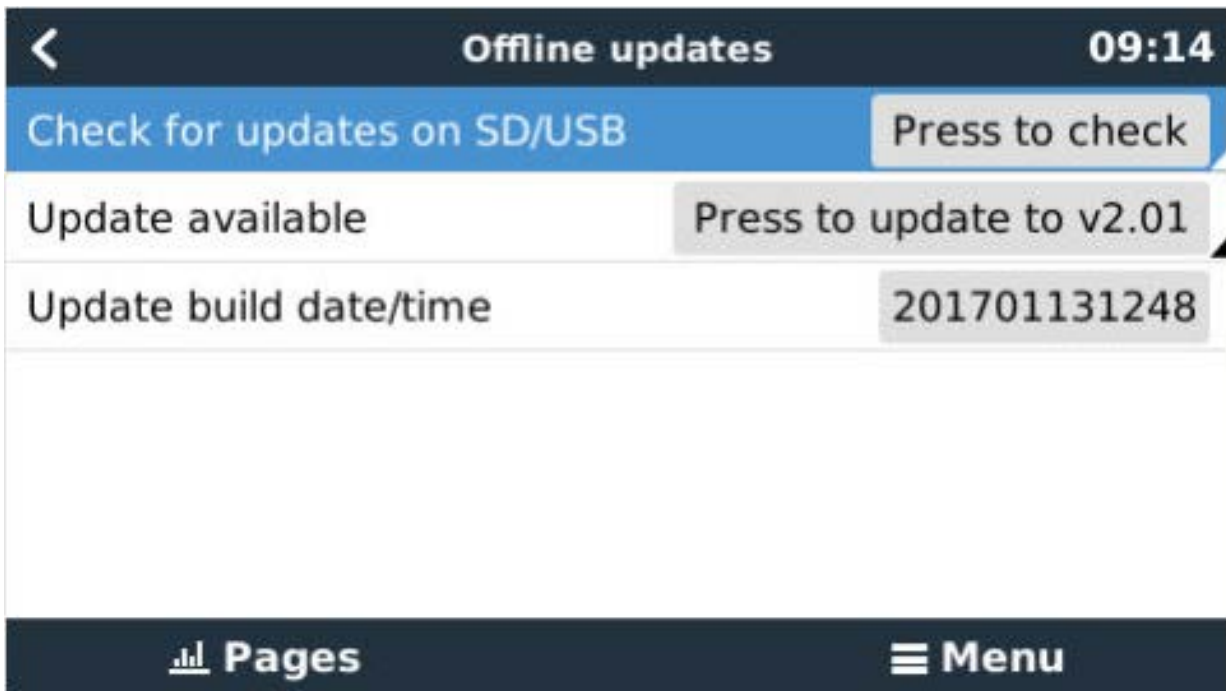 Offline updates 09:14
Check for updates on SD/USB Press to check
Update available Press to update to v2.01
Update build date/time 201701131248
Pages Menu